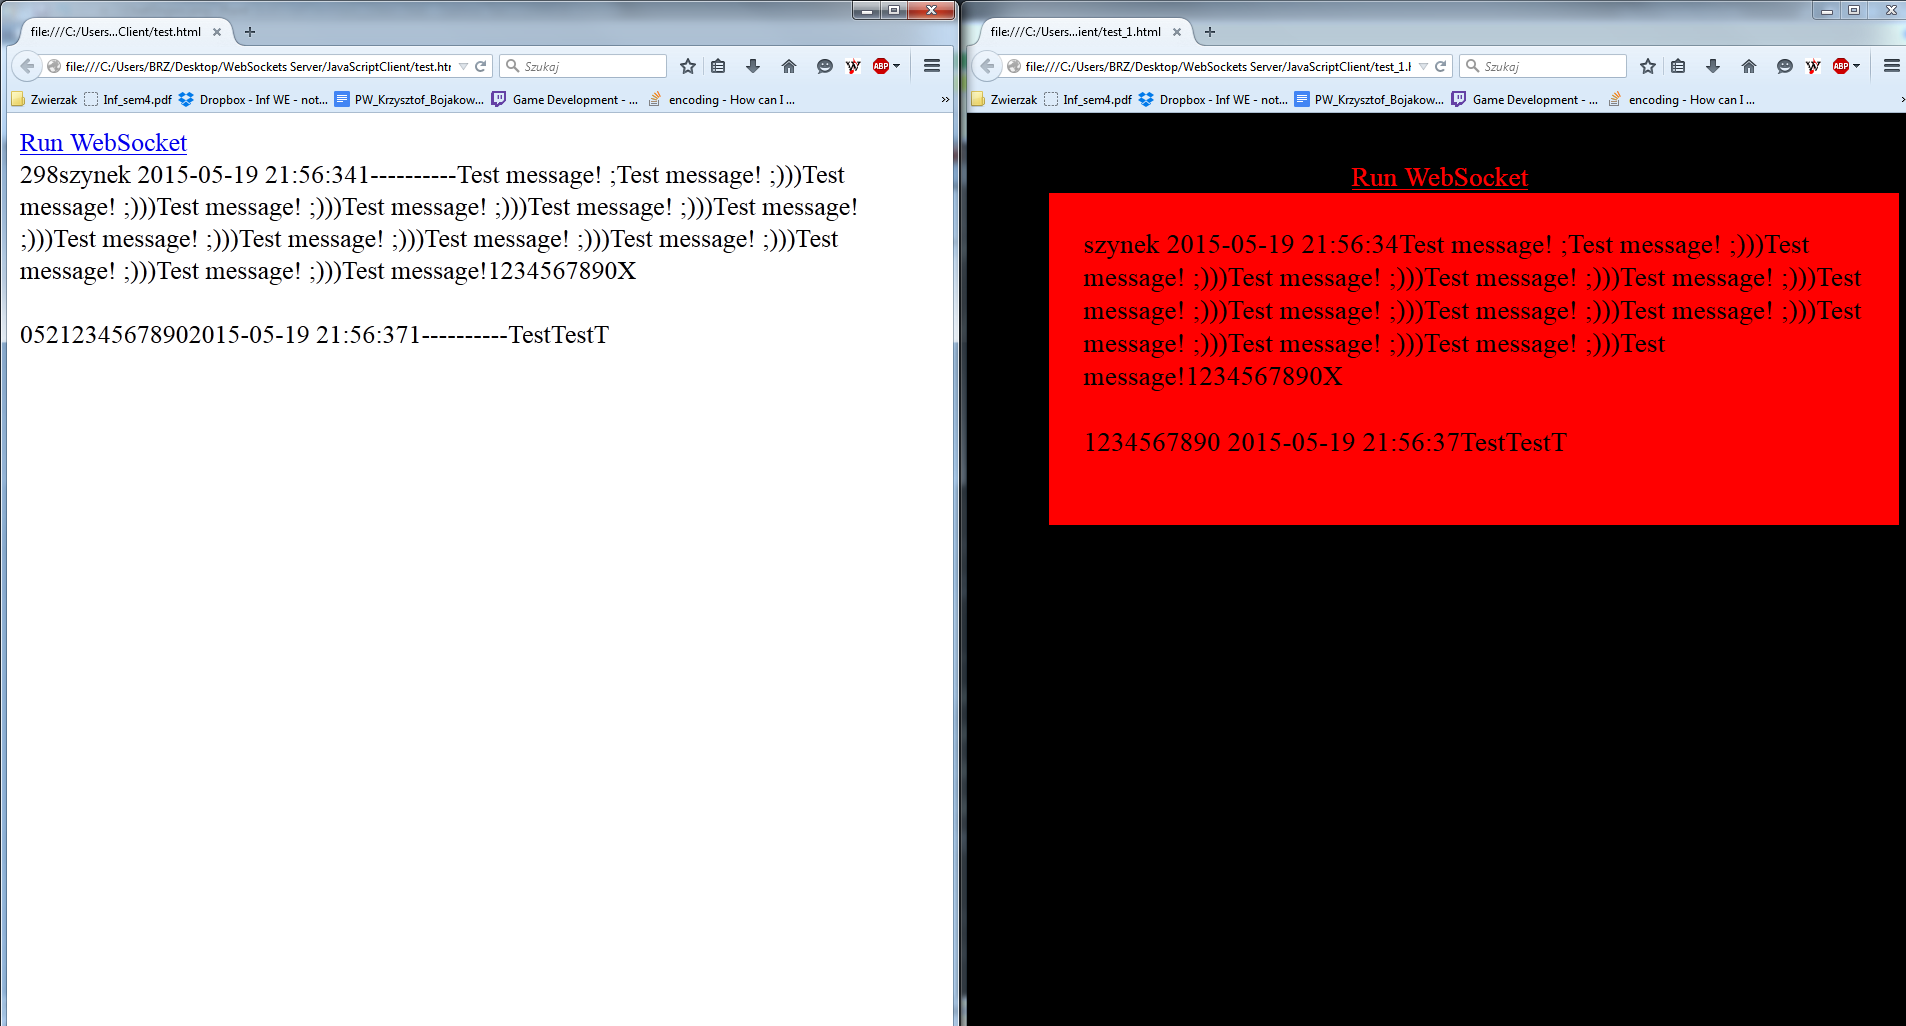 file:///C:/Users...Client/test.html
file:///C:/Users/BRZ/Desktop/WebSockets Server/JavaScriptClient/test.htr
Szukaj
ABP
Zwierzak
Inf_sem4.pdf
Dropbox - Inf WE - not...
PW_Krzysztof_Bojakow...
Game Development - ...
encoding - How can I ...
»
Run WebSocket
298szynek 2015-05-19 21:56:341----------Test message! ;Test message! ;)))Test
message! ;)))Test message! ;)))Test message! ;)))Test message! ;)))Test message!
;)))Test message! ;)))Test message! ;)))Test message! ;)))Test message! ;)))Test
message! ;)))Test message! ;)))Test message!1234567890X
05212345678902015-05-19 21:56:371----------TestTestT
file:///C:/Users...ient/test_1.html
file:///C:/Users/BRZ/Desktop/WebSockets Server/JavaScriptClient/test_1.h
Szukaj
ABP
Zwierzak
Inf_sem4.pdf
Dropbox - Inf WE - not...
PW_Krzysztof_Bojakow...
Game Development - ...
encoding - How can I ...
Run WebSocket
szynek 2015-05-19 21:56:34Test message! ;Test message! ;)))Test
message! ;)))Test message! ;)))Test message! ;)))Test message! ;)))Test
message! ;)))Test message! ;)))Test message! ;)))Test message! ;)))Test
message! ;)))Test message! ;)))Test message! ;)))Test
message!1234567890X
1234567890 2015-05-19 21:56:37TestTestT